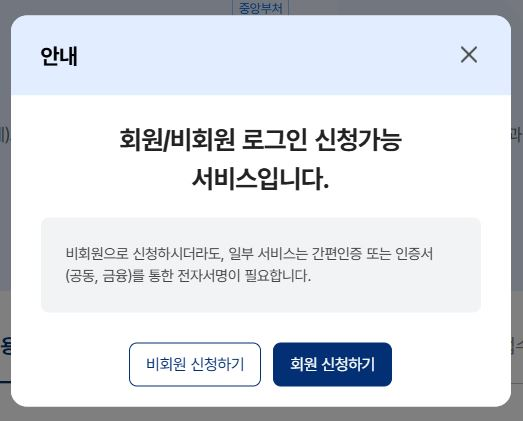 중앙부처
안내
회원/비회원 로그인 신청가능
서비스입니다.
비회원으로 신청하시더라도, 일부 서비스는 간편인증 또는 인증서
(공동, 금융)를 통한 전자서명이 필요합니다.
비회원 신청하기
회원 신청하기